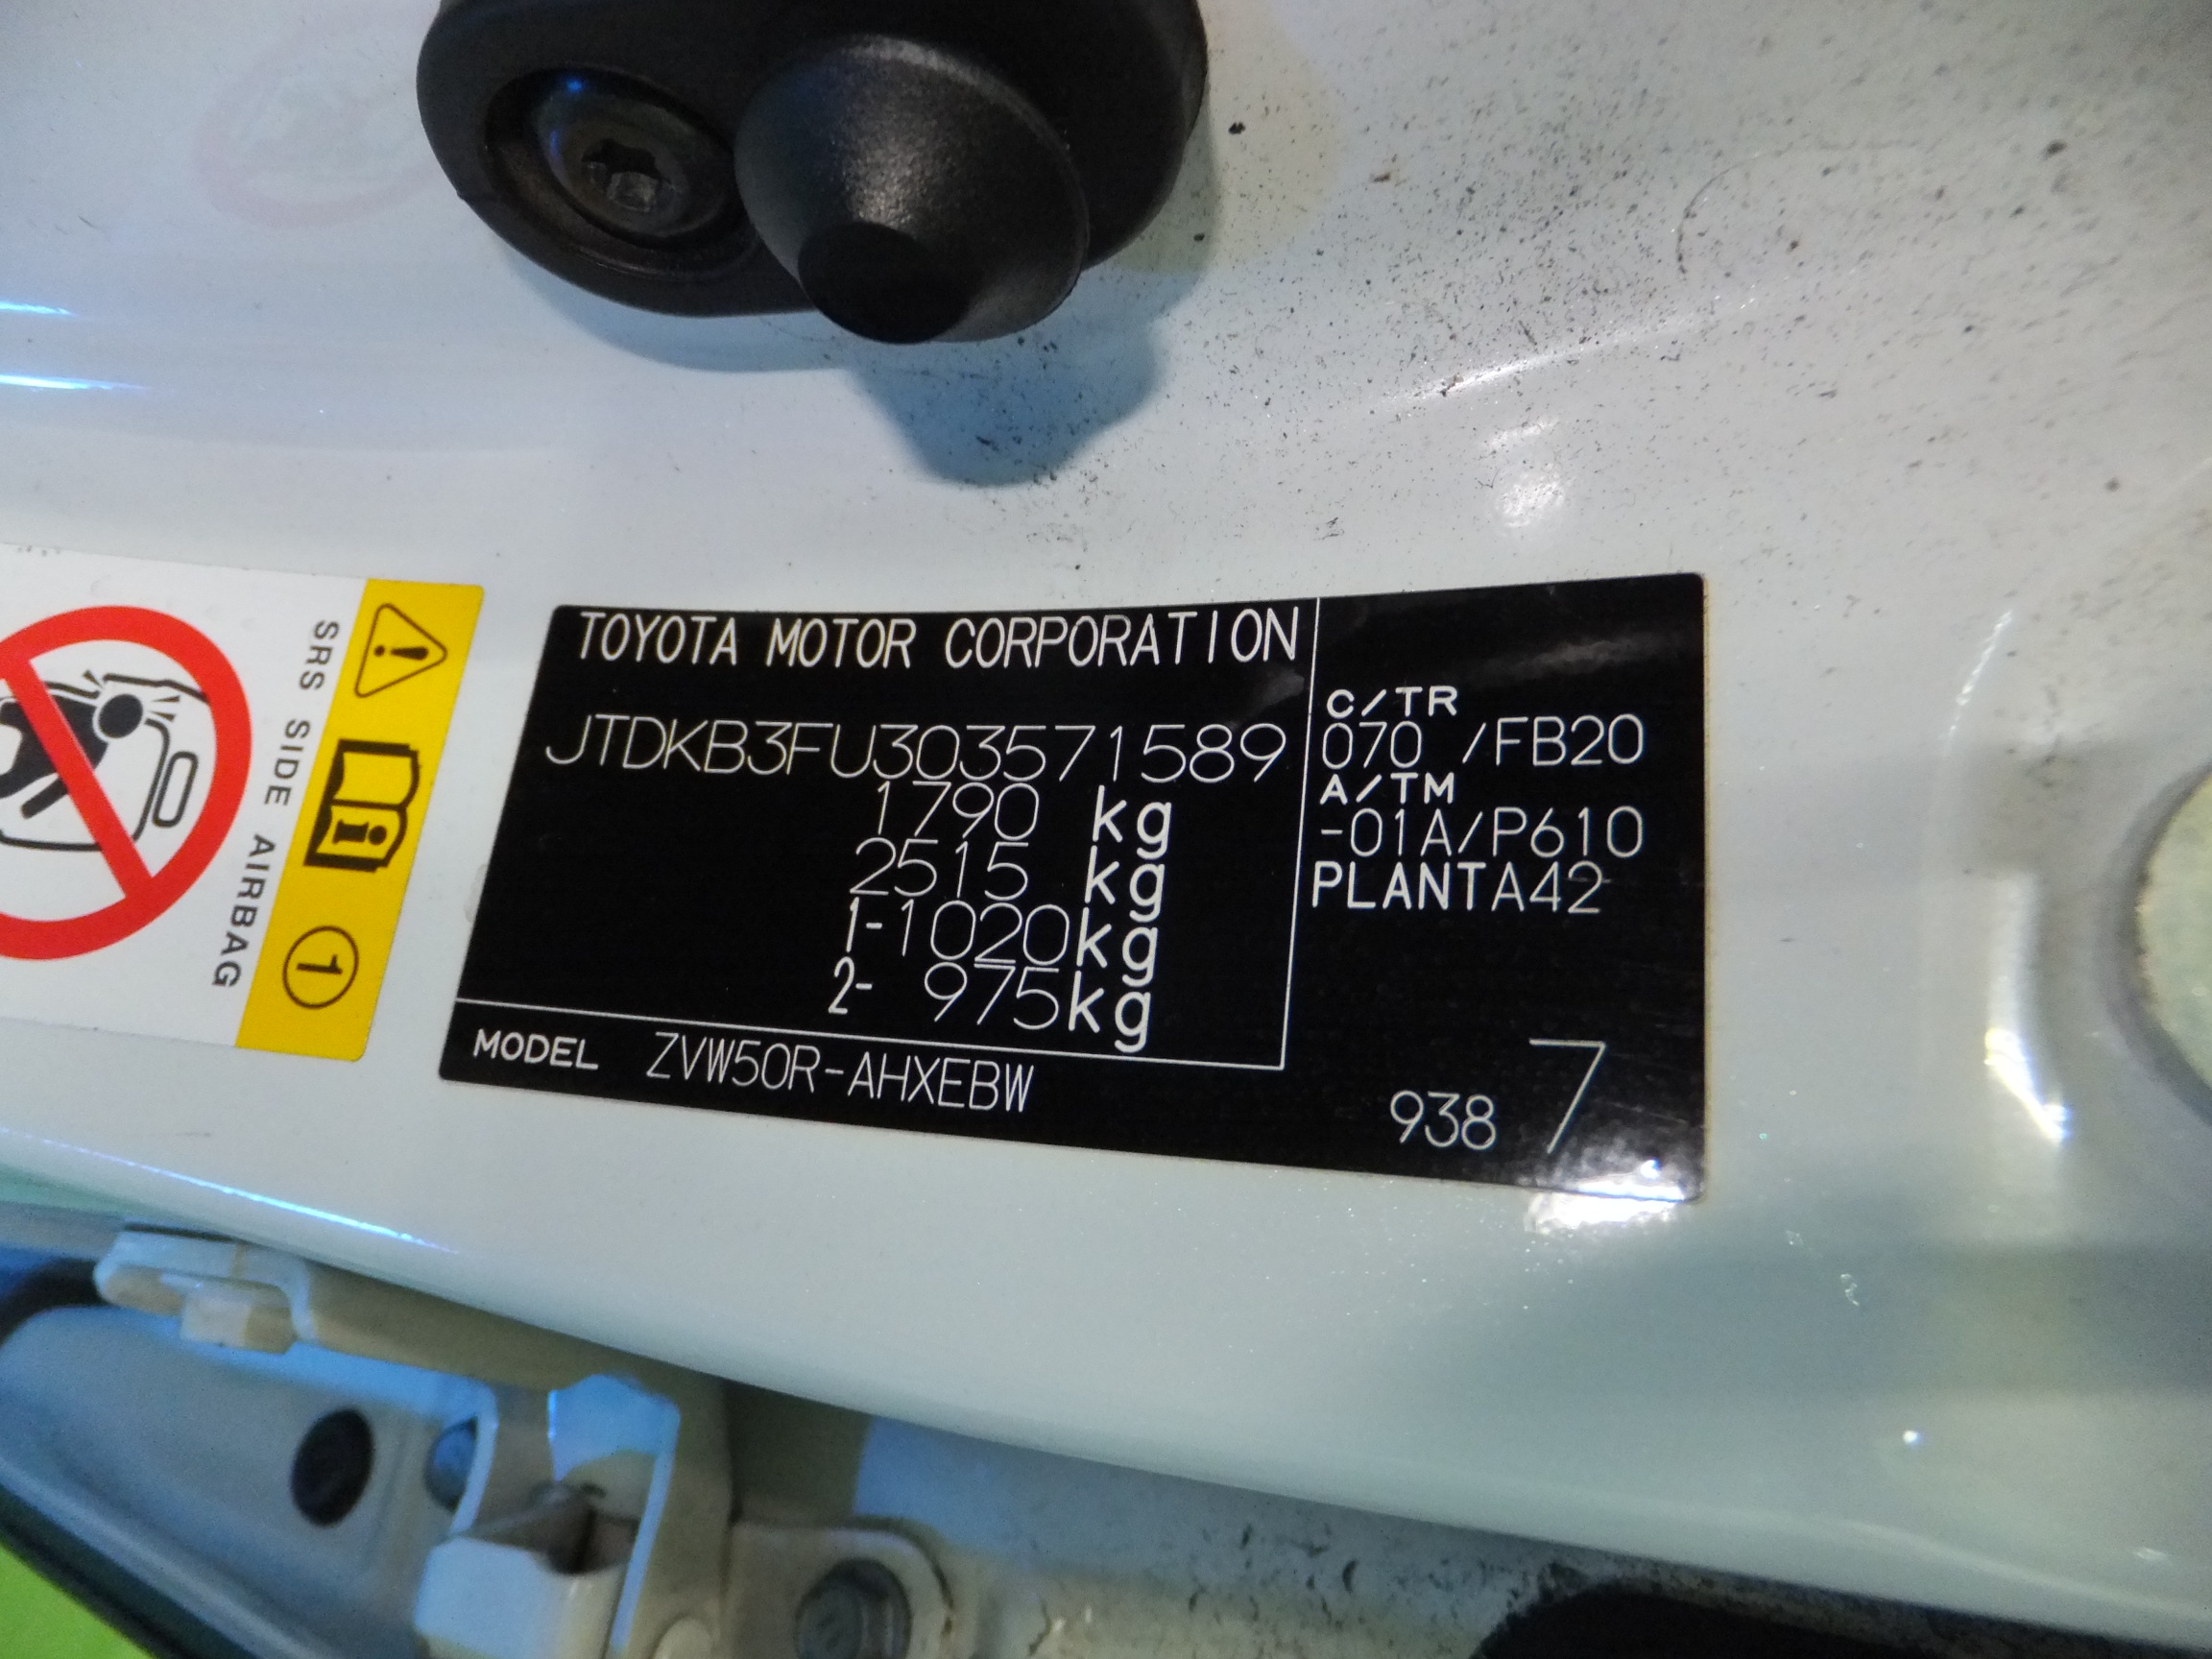 TOYOTA MOTOR CORPORATION
JTDKB3FU303571589
1790 kg
2515 kg
1-1020kg
2- 975kg
MODEL ZVW50R-AHXEBW
C/TR
070 /FB20
A/TM
-01A/P610
PLANTA42
938 7
SRS SIDE AIRBAG
i
1